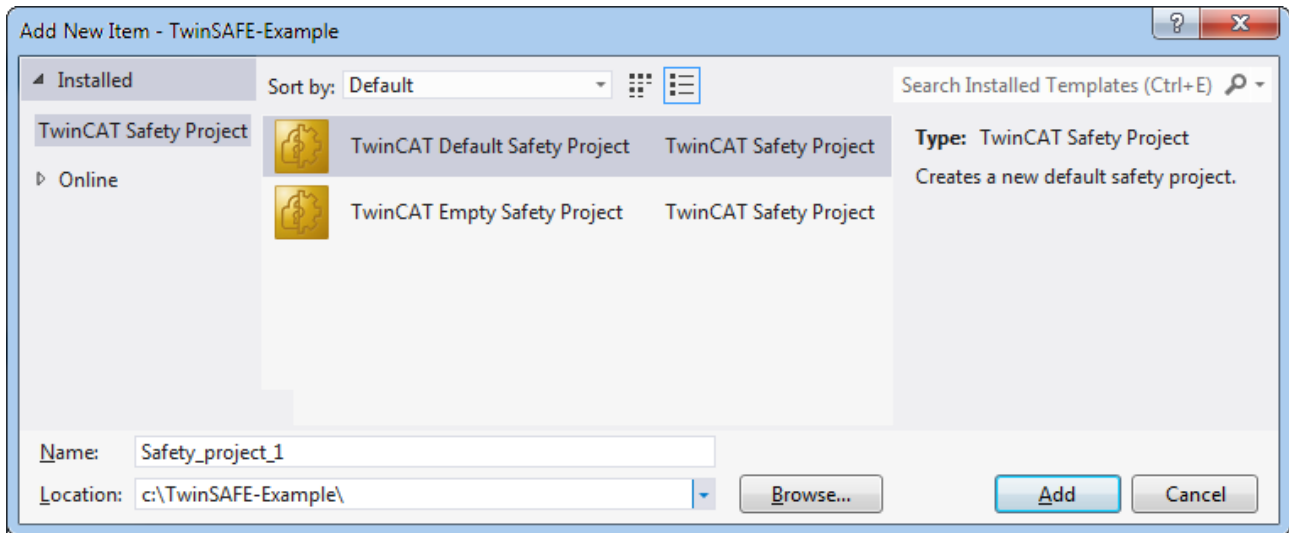 Add New Item - TwinSAFE-Example
Installed
TwinCAT Safety Project
Online
Sort by: Default
Search Installed Templates (Ctrl+E)
TwinCAT Default Safety Project TwinCAT Safety Project
TwinCAT Empty Safety Project TwinCAT Safety Project
Type: TwinCAT Safety Project
Creates a new default safety project.
Name: Safety_project_1
Location: c:\TwinSAFE-Example\
Browse...
Add
Cancel